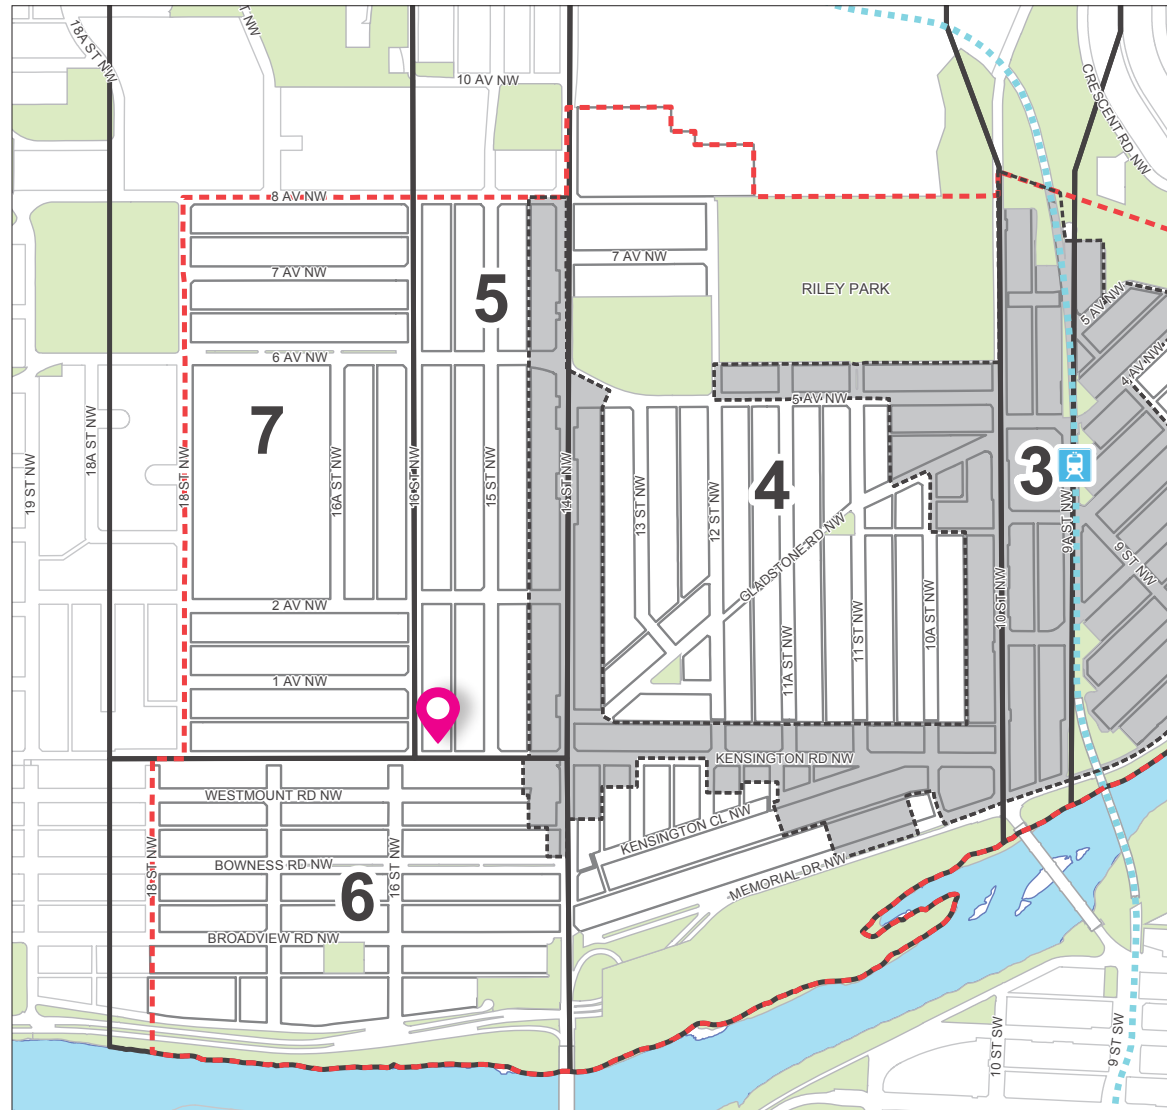 18A ST NW
T NW
10 AV NW
CRESCENT RD NW
8 AV NW
7 AV NW
7 AV NW
5
RILEY PARK
5 AV NW
6 AV NW
4 AV NW
7
5 AV NW
19 ST NW
18A ST NW
18 ST NW
16A ST NW
16 ST NW
15 ST NW
14 ST NW
13 ST NW
12 ST NW
4
3
9A ST NW
GLADSTONE RD NW
9 ST NW
2 AV NW
11A ST NW
11 ST NW
10A ST NW
10 ST NW
1 AV NW
KENSINGTON RD NW
WESTMOUNT RD NW
KENSINGTON CL NW
18 ST NW
BOWNESS RD NW
16 ST NW
MEMORIAL DR NW
6
BROADVIEW RD NW
10 ST SW
9 ST SW